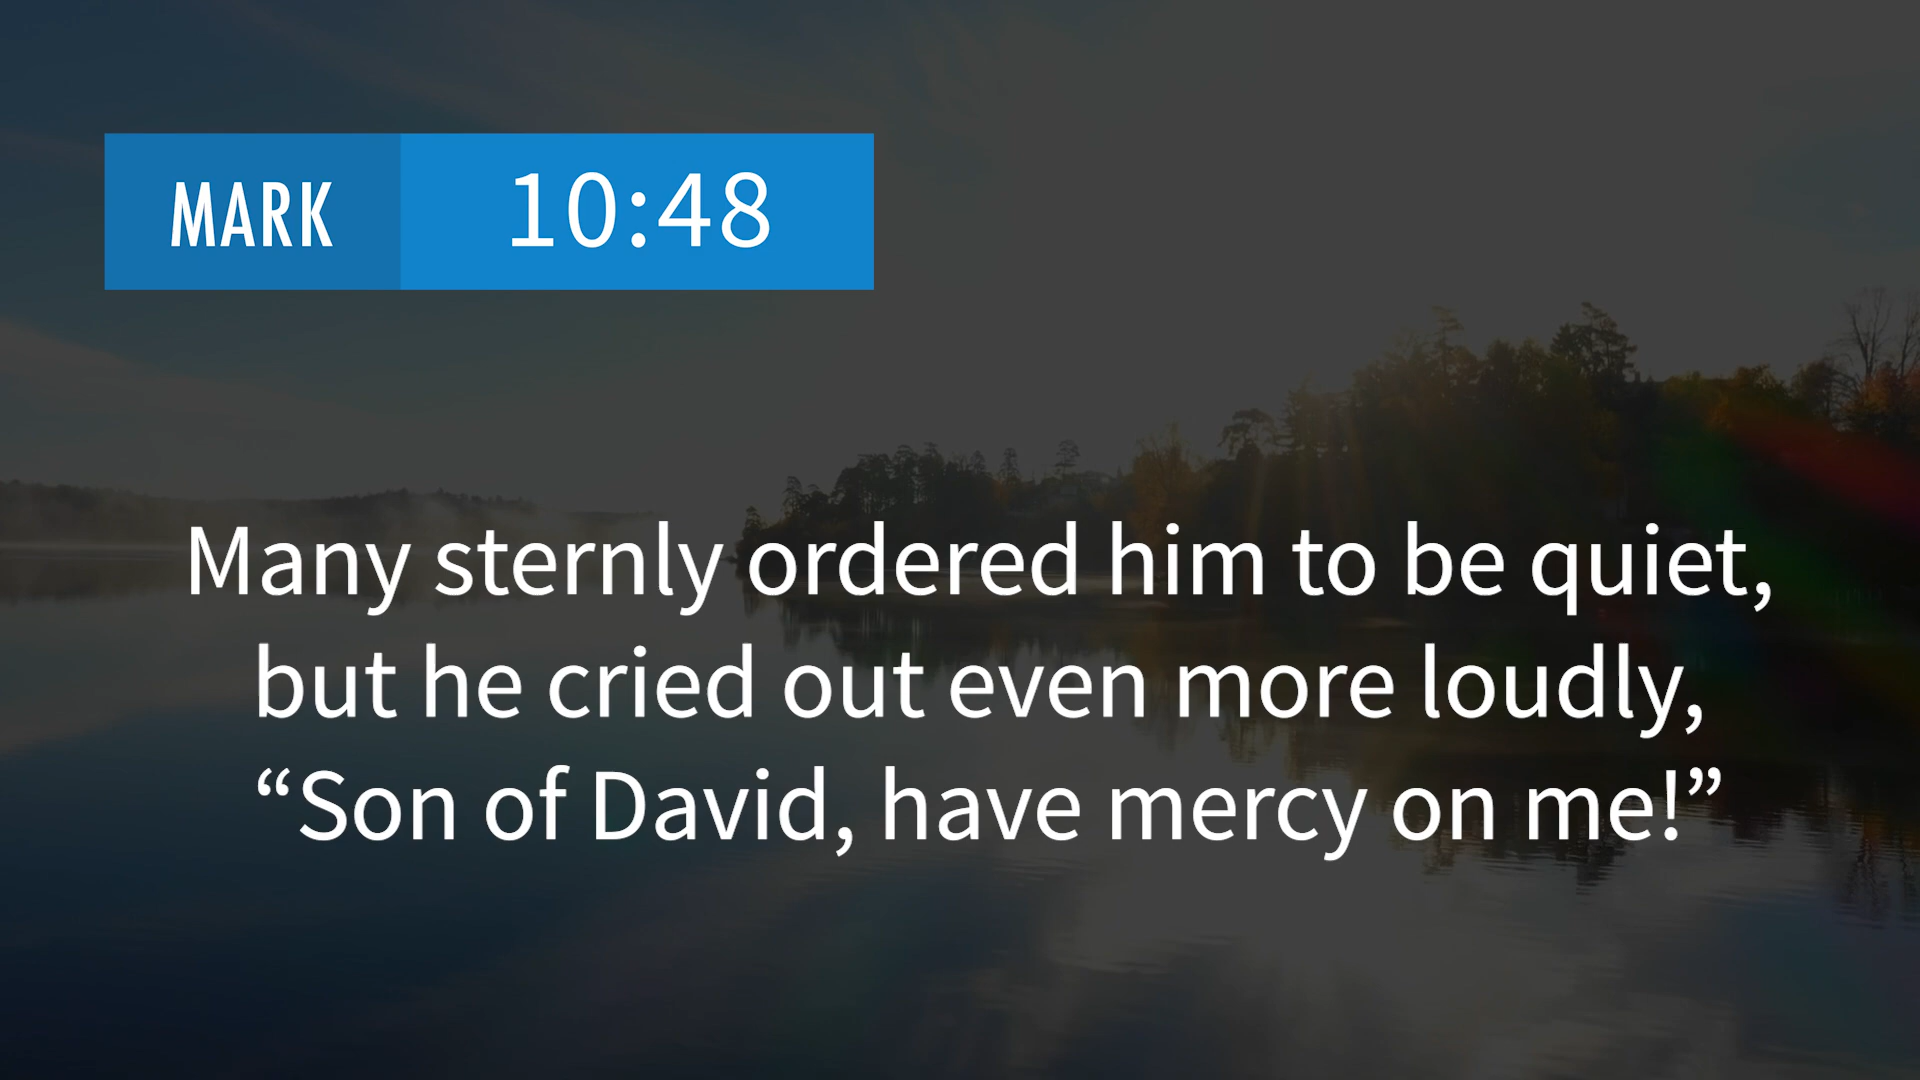 MARK 10:48
Many sternly ordered him to be quiet,
but he cried out even more loudly,
“Son of David, have mercy on me!”